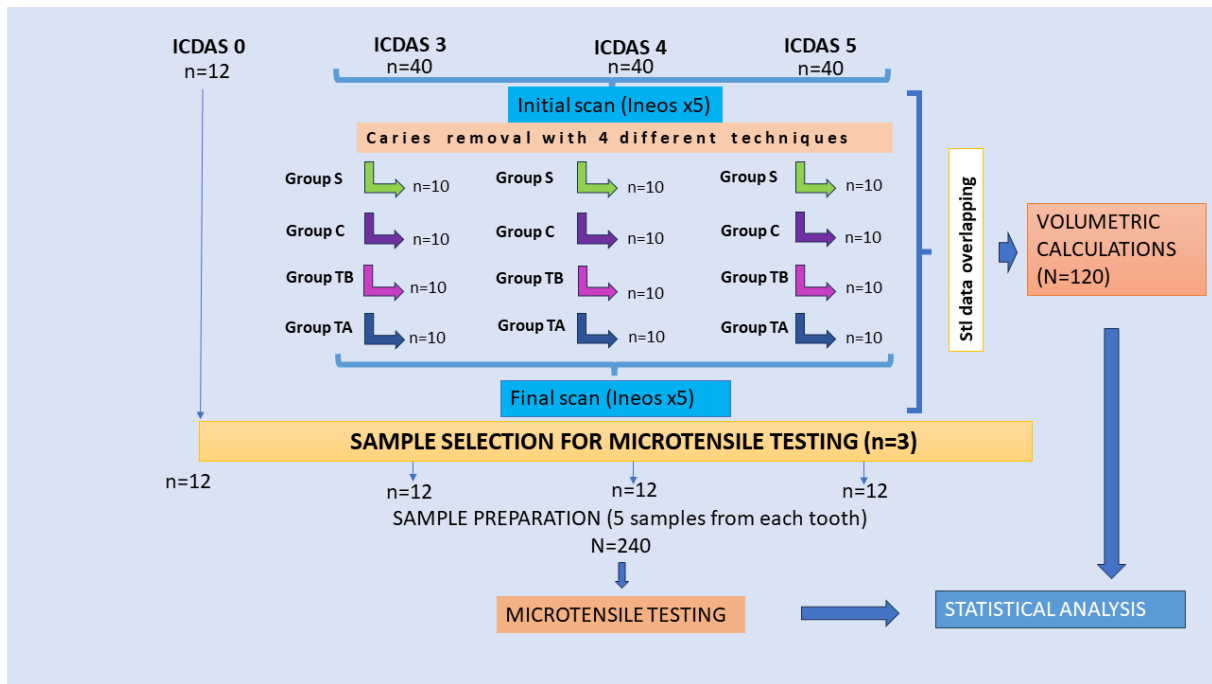 ICDAS 0
n=12
ICDAS 3
n=40
ICDAS 4
n=40
ICDAS 5
n=40
Initial scan (Ineos x5)
Caries removal with 4 different techniques
Group S
n=10
Group S
n=10
Group S
n=10
Group C
n=10
Group C
n=10
Group C
n=10
Group TB
n=10
Group TB
n=10
Group TB
n=10
Group TA
n=10
Group TA
n=10
Group TA
n=10
Final scan (Ineos x5)
Stl data overlapping
VOLUMETRIC
CALCULATIONS
(N=120)
SAMPLE SELECTION FOR MICROTENSILE TESTING (n=3)
n=12
n=12
n=12
n=12
SAMPLE PREPARATION (5 samples from each tooth)
N=240
MICROTENSILE TESTING
STATISTICAL ANALYSIS